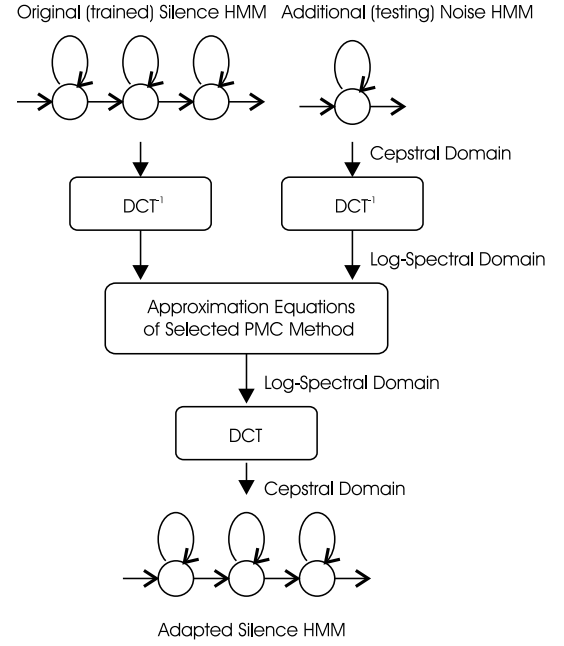 Original (trained) Silence HMM
Additional (testing) Noise HMM
Cepstral Domain
DCT⁻¹
DCT⁻¹
Log-Spectral Domain
Approximation Equations
of Selected PMC Method
Log-Spectral Domain
DCT
Cepstral Domain
Adapted Silence HMM